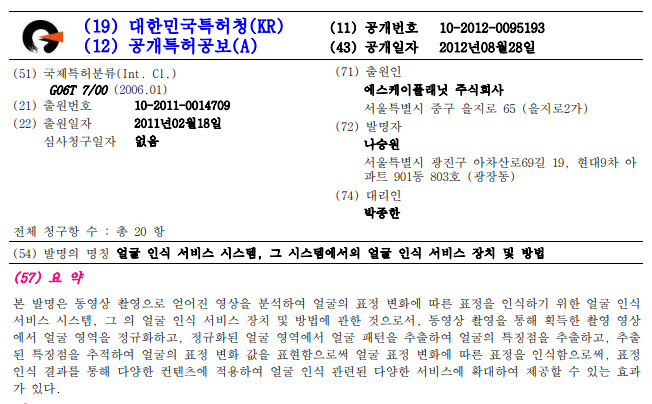 (19) 대한민국특허청(KR)
(12) 공개특허공보(A)
(11) 공개번호 10-2012-0095193
(43) 공개일자 2012년08월28일
(51) 국제특허분류(Int. Cl.)
G06T 7/00 (2006.01)
(21) 출원번호 10-2011-0014709
(22) 출원일자 2011년02월18일
심사청구일자 없음
(71) 출원인
에스케이플래닛 주식회사
서울특별시 중구 을지로 65 (을지로2가)
(72) 발명자
나승원
서울특별시 광진구 아차산로69길 19, 현대9차 아
파트 901동 803호 (광장동)
(74) 대리인
박종한
전체 청구항 수 : 총 20 항
(54) 발명의 명칭 얼굴 인식 서비스 시스템, 그 시스템에서의 얼굴 인식 서비스 장치 및 방법
(57) 요 약
본 발명은 동영상 촬영으로 얻어진 영상을 분석하여 얼굴의 표정 변화에 따른 표정을 인식하기 위한 얼굴 인식
서비스 시스템, 그 의 얼굴 인식 서비스 장치 및 방법에 관한 것으로서, 동영상 촬영을 통해 획득한 촬영 영상
에서 얼굴 영역을 정규화하고, 정규화된 얼굴 영역에서 얼굴 패턴을 추출하여 얼굴의 특징점을 추출하고, 추출
된 특징점을 추적하여 얼굴의 표정 변화 값을 표현함으로써 얼굴 표정 변화에 따른 표정을 인식함으로써, 표정
인식 결과를 통해 다양한 컨텐츠에 적용하여 얼굴 인식 관련된 다양한 서비스에 확대하여 제공할 수 있는 효과
가 있다.